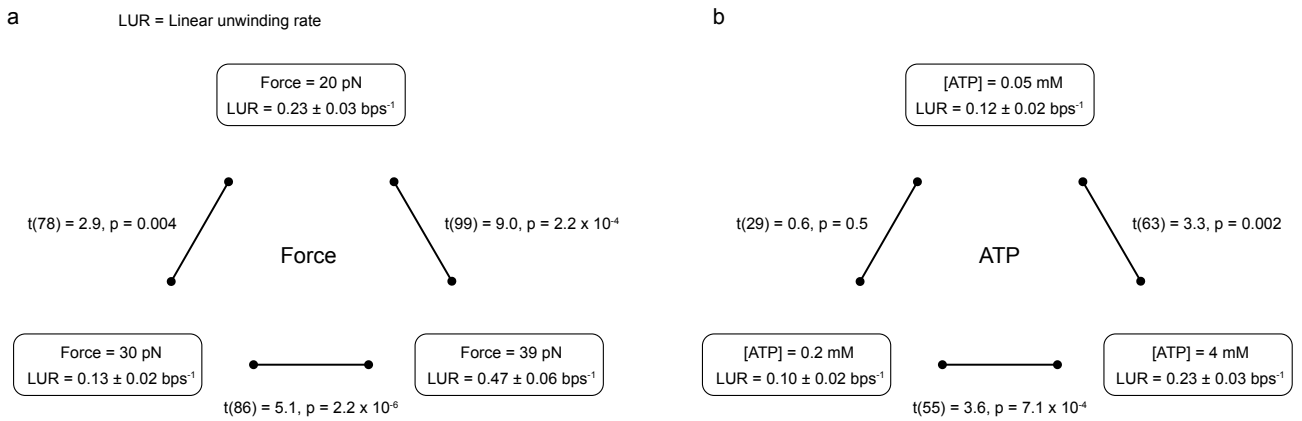 a
LUR = Linear unwinding rate
Force = 20 pN
LUR = 0.23 ± 0.03 bps⁻¹
t(78) = 2.9, p = 0.004
t(99) = 9.0, p = 2.2 x 10⁻⁴
Force
Force = 30 pN
LUR = 0.13 ± 0.02 bps⁻¹
Force = 39 pN
LUR = 0.47 ± 0.06 bps⁻¹
t(86) = 5.1, p = 2.2 x 10⁻⁶
b
[ATP] = 0.05 mM
LUR = 0.12 ± 0.02 bps⁻¹
t(29) = 0.6, p = 0.5
t(63) = 3.3, p = 0.002
ATP
[ATP] = 0.2 mM
LUR = 0.10 ± 0.02 bps⁻¹
[ATP] = 4 mM
LUR = 0.23 ± 0.03 bps⁻¹
t(55) = 3.6, p = 7.1 x 10⁻⁴